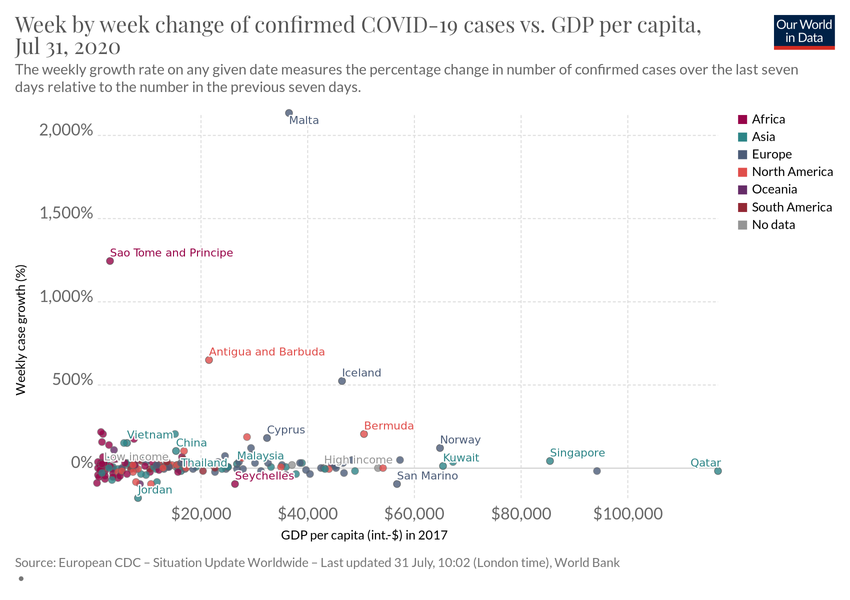 Week by week change of confirmed COVID-19 cases vs. GDP per capita,
Jul 31, 2020
Our World
in Data
The weekly growth rate on any given date measures the percentage change in number of confirmed cases over the last seven
days relative to the number in the previous seven days.
2,000%
1,500%
1,000%
500%
0%
Weekly case growth (%)
Malta
Sao Tome and Principe
Antigua and Barbuda
Iceland
Bermuda
Cyprus
Vietnam
China
Norway
Low income
Thailand
Malaysia
High income
Kuwait
Singapore
Qatar
Seychelles
San Marino
Jordan
Africa
Asia
Europe
North America
Oceania
South America
No data
$20,000
$40,000
$60,000
$80,000
$100,000
GDP per capita (int.-$) in 2017
Source: European CDC – Situation Update Worldwide – Last updated 31 July, 10:02 (London time), World Bank